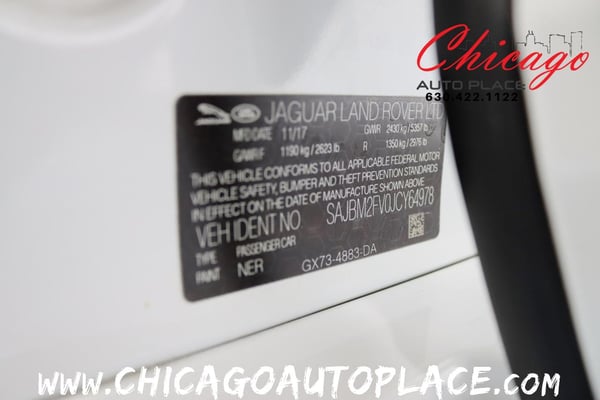 Chicago
AUTO PLACE
630.422.1122
JAGUAR LAND ROVER LTD
MFD DATE 11/17 GVWR 2430 kg / 5357 lb
GAWR F 1190 kg / 2623 lb R 1350 kg / 2976 lb
THIS VEHICLE CONFORMS TO ALL APPLICABLE FEDERAL MOTOR
VEHICLE SAFETY, BUMPER AND THEFT PREVENTION STANDARDS
IN EFFECT ON THE DATE OF MANUFACTURE SHOWN ABOVE
VEH IDENT NO. SAJBM2FV0JCY64978
TYPE PASSENGER CAR
PAINT NER
GX73-4883-DA
WWW.CHICAGOAUTOPLACE.COM